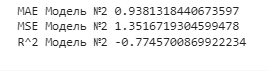 MAE Модель №2 0.9381318440673597
MSE Модель №2 1.3516719304599478
R^2 Модель №2 -0.7745700869922234